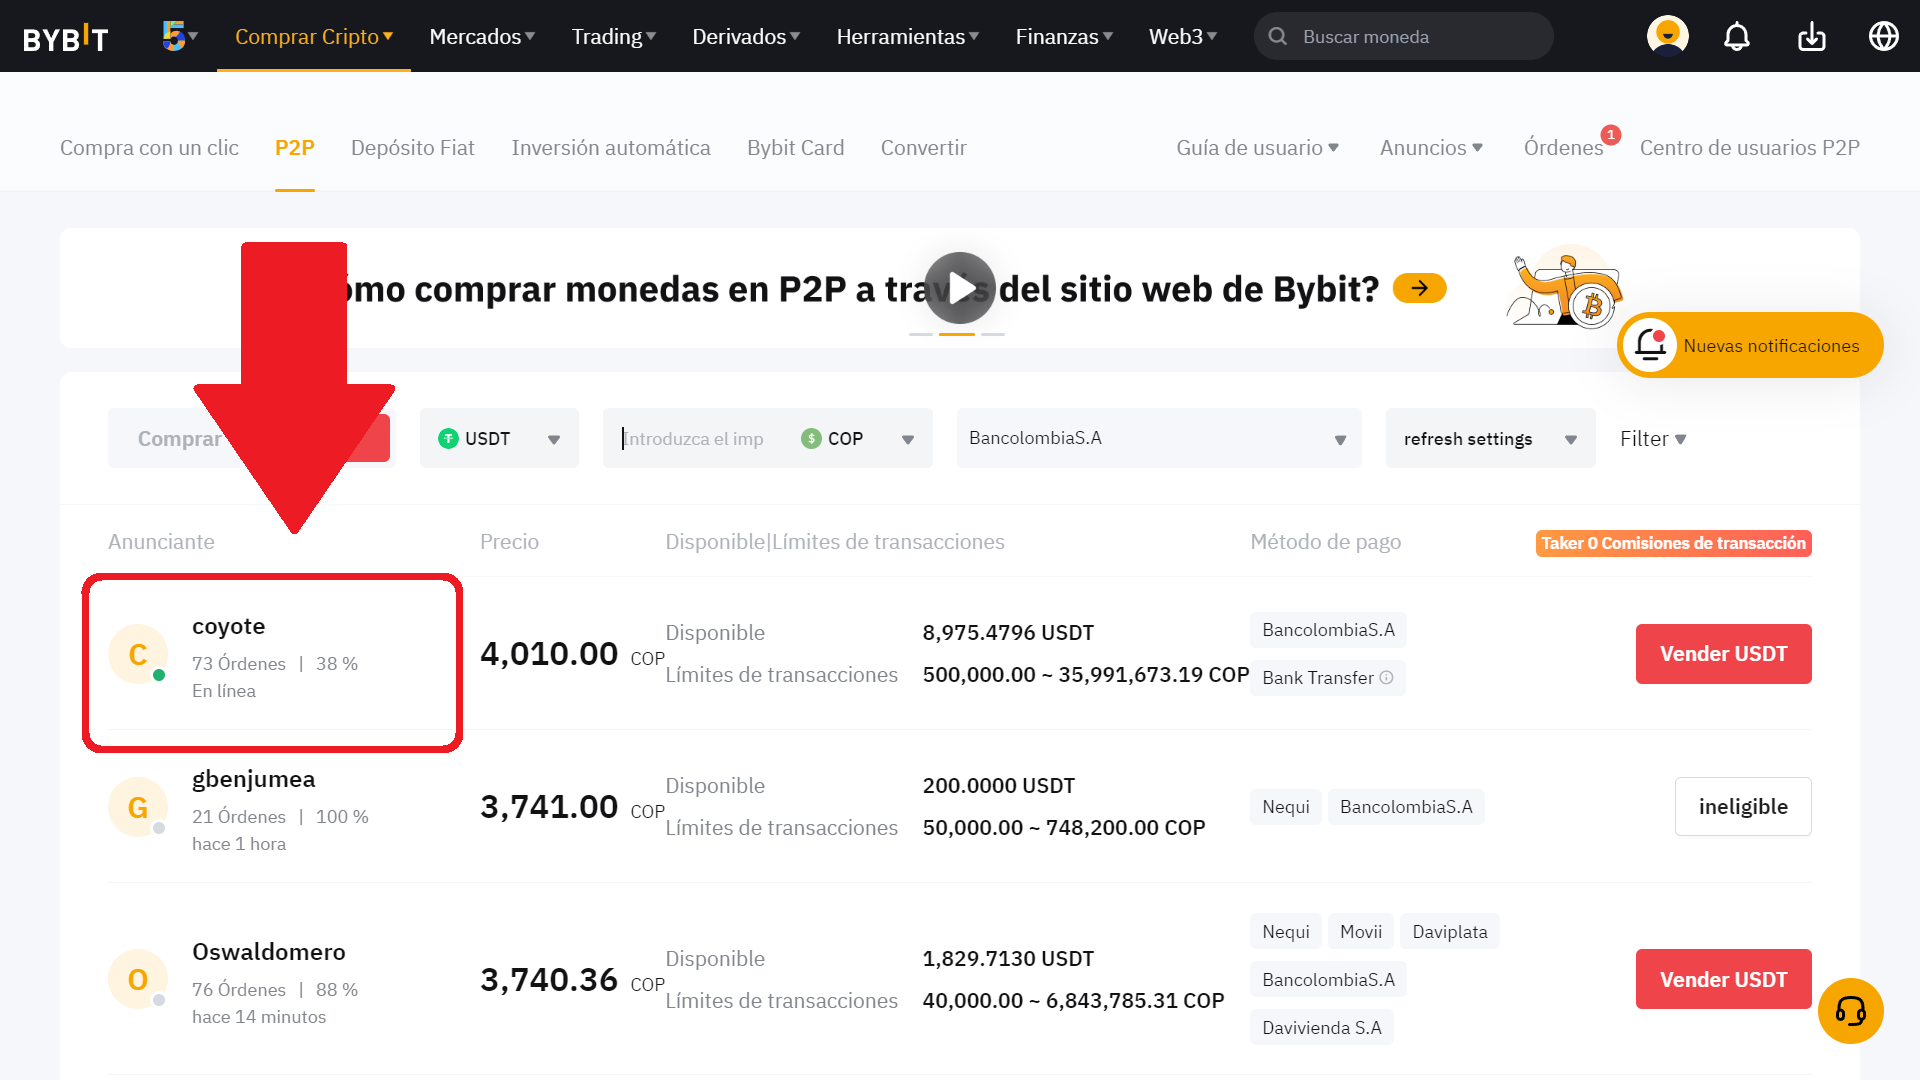 BYBIT
5
Comprar Cripto
Mercados
Trading
Derivados
Herramientas
Finanzas
Web3
Buscar moneda
Compra con un clic
P2P
Depósito Fiat
Inversión automática
Bybit Card
Convertir
Guía de usuario
Anuncios
Órdenes
1
Centro de usuarios P2P
ómo comprar monedas en P2P a través del sitio web de Bybit?
Nuevas notificaciones
Comprar
USDT
Introduzca el imp
COP
BancolombiaS.A
refresh settings
Filter
Anunciante
Precio
Disponible|Límites de transacciones
Método de pago
Taker 0 Comisiones de transacción
C
coyote
73 Órdenes | 38 %
En línea
4,010.00 COP
Disponible
8,975.4796 USDT
Límites de transacciones
500,000.00 ~ 35,991,673.19 COP
BancolombiaS.A
Bank Transfer
Vender USDT
G
gbenjumea
21 Órdenes | 100 %
hace 1 hora
3,741.00 COP
Disponible
200.0000 USDT
Límites de transacciones
50,000.00 ~ 748,200.00 COP
Nequi
BancolombiaS.A
ineligible
O
Oswaldomero
76 Órdenes | 88 %
hace 14 minutos
3,740.36 COP
Disponible
1,829.7130 USDT
Límites de transacciones
40,000.00 ~ 6,843,785.31 COP
Nequi
Movii
Daviplata
BancolombiaS.A
Davivienda S.A
Vender USDT